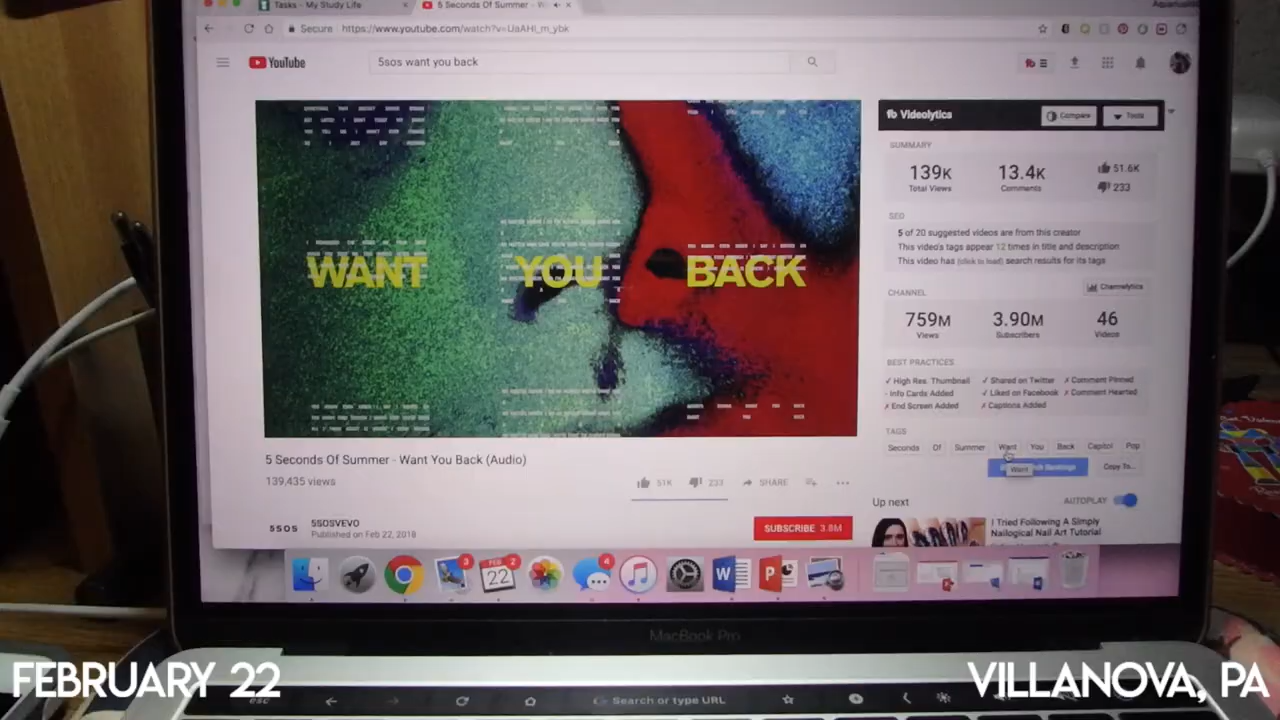 Tasks - My Study Life
5 Seconds Of Summer - W
Secure https://www.youtube.com/watch?v=UaAHI_m_ybk
YouTube
5sos want you back
Videolytics
Compare
Tools
SUMMARY
139K
Total Views
13.4K
Comments
51.6K
233
SEO
5 of 20 suggested videos are from this creator
This video's tags appear 12 times in title and description
This video has (click to load) search results for its tags
CHANNEL
Channelytics
759M
Views
3.90M
Subscribers
46
Videos
BEST PRACTICES
High Res. Thumbnail
Shared on Twitter
Comment Pinned
Info Cards Added
Liked on Facebook
Comment Hearted
End Screen Added
Captions Added
TAGS
Seconds Of Summer Want You Back Capitol Pop
Want
Rankings
Copy To...
WANT YOU BACK
5 Seconds Of Summer - Want You Back (Audio)
139,435 views
51K 233 SHARE
5SOS
5SOSVEVO
Published on Feb 22, 2018
SUBSCRIBE 3.8M
Up next
AUTOPLAY
I Tried Following A Simply
Nailogical Nail Art Tutorial
3
FEB
22
2
4
W
P
MacBook Pro
esc
Search or type URL
FEBRUARY 22
VILLANOVA, PA